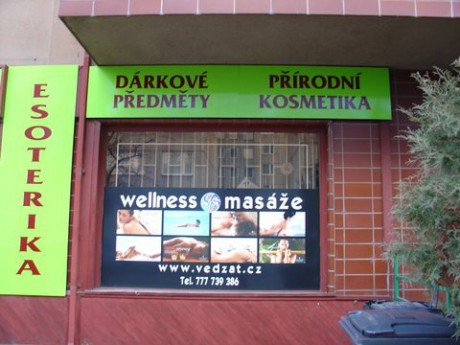 ESOTERIKA
DÁRKOVÉ
PŘEDMĚTY
PŘÍRODNÍ
KOSMETIKA
wellness masáže
www.vedzat.cz
Tel. 777 739 386